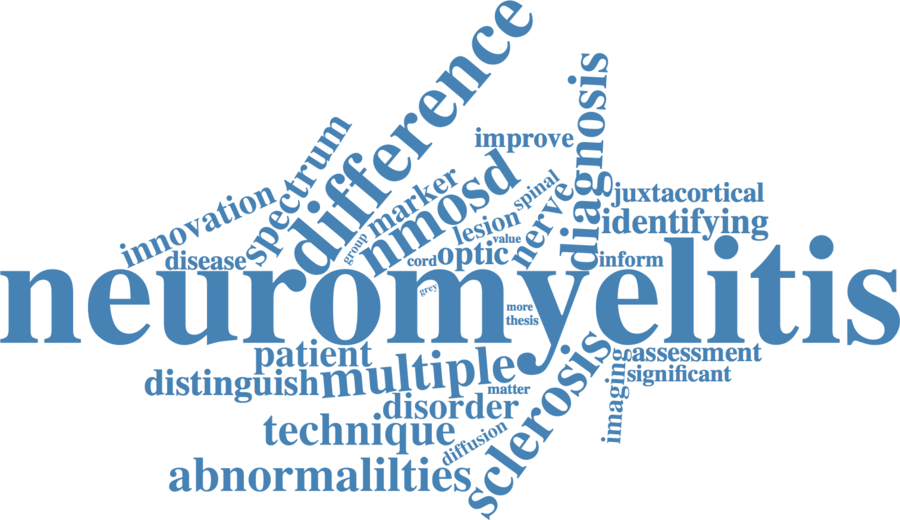 difference
diagnosis
improve
spectrum
innovation
marker
nmosd
spinal
juxtacortical
nerve
lesion
identifying
group
value
disease
cord
optic
inform
neuromyelitis
grey
more
thesis
patient
multiple
sclerosis
assessment
distinguish
imaging
significant
matter
disorder
technique
diffusion
abnormalilties